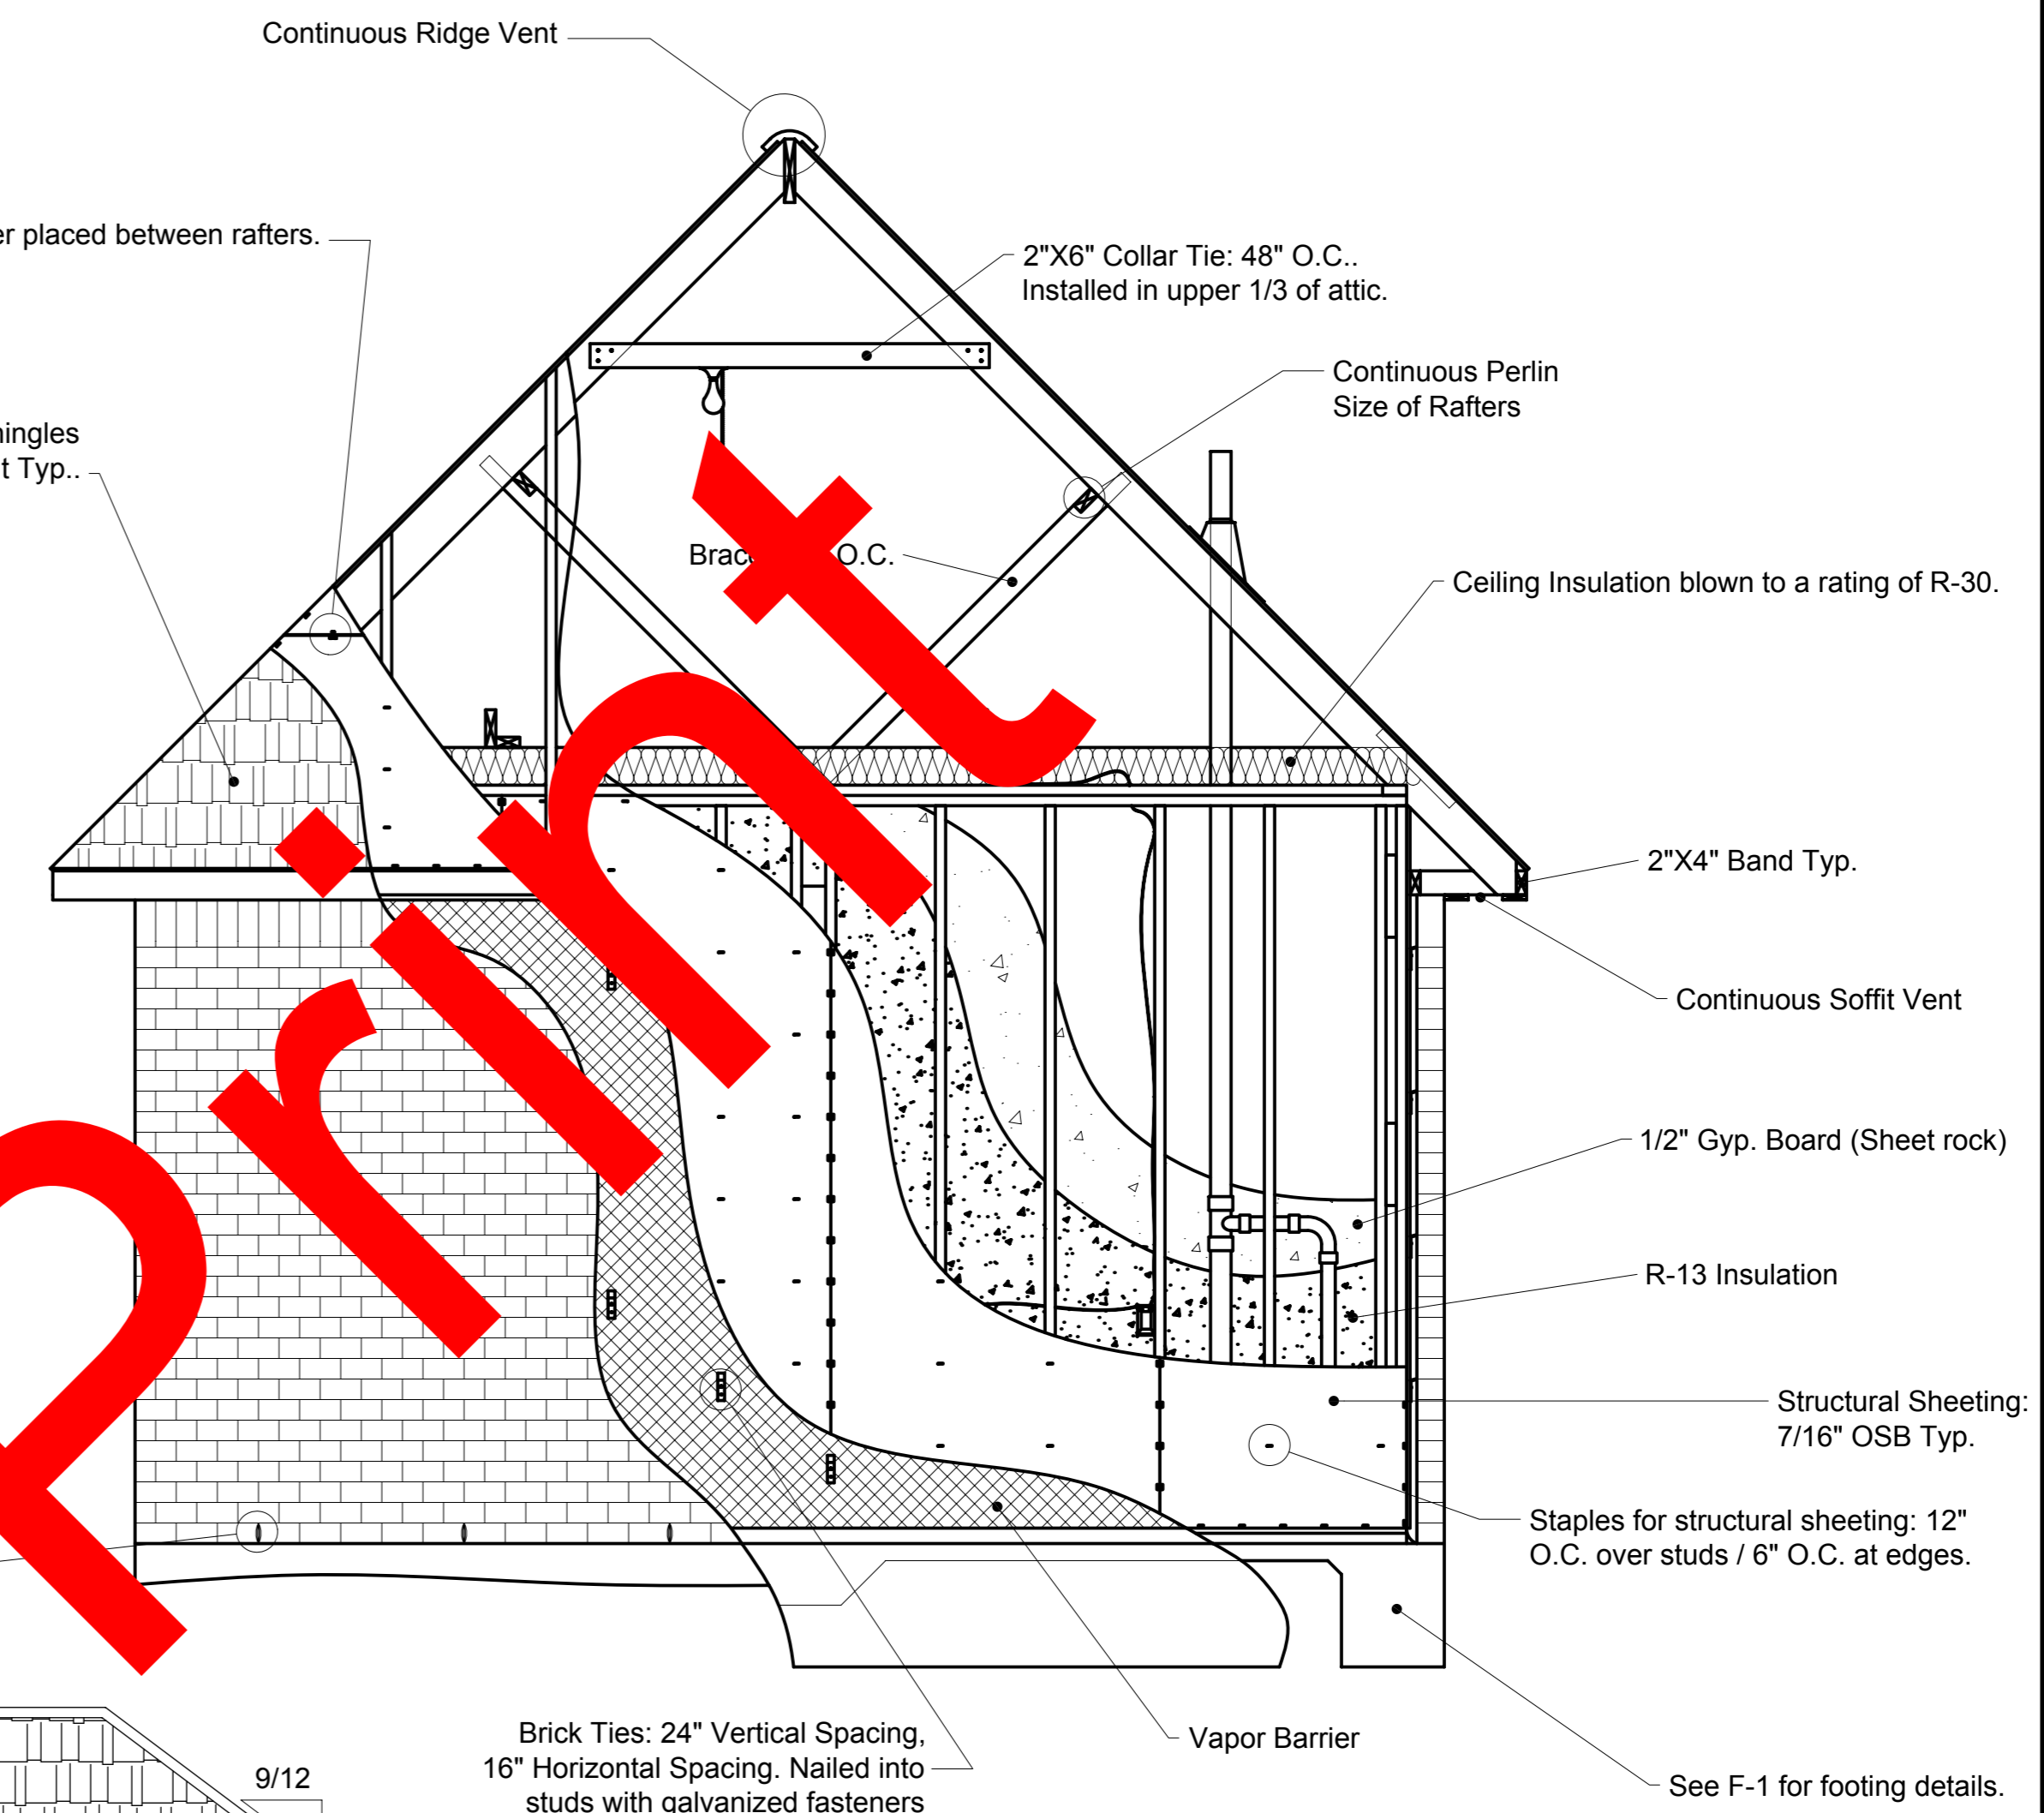 Continuous Ridge Vent
placed between rafters.
2"X6" Collar Tie: 48" O.C..
Installed in upper 1/3 of attic.
Continuous Perlin
Size of Rafters
Typ..
O.C.
Ceiling Insulation blown to a rating of R-30.
2"X4" Band Typ.
Continuous Soffit Vent
1/2" Gyp. Board (Sheet rock)
R-13 Insulation
Structural Sheeting:
7/16" OSB Typ.
Staples for structural sheeting: 12"
O.C. over studs / 6" O.C. at edges.
Print
Brick Ties: 24" Vertical Spacing,
16" Horizontal Spacing. Nailed into
studs with galvanized fasteners
Vapor Barrier
See F-1 for footing details.
9/12